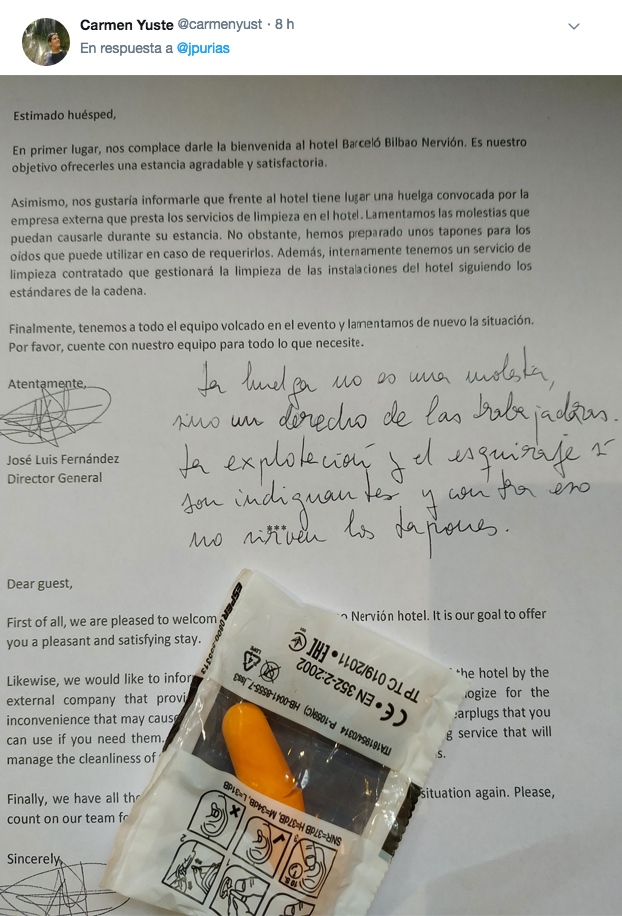 Carmen Yuste @carmenyust · 8 h
En respuesta a @jpurias
Estimado huésped,
En primer lugar, nos complace darle la bienvenida al hotel Barceló Bilbao Nervión. Es nuestro
objetivo ofrecerles una estancia agradable y satisfactoria.
Asimismo, nos gustaría informarle que frente al hotel tiene lugar una huelga convocada por la
empresa externa que presta los servicios de limpieza en el hotel. Lamentamos las molestias que
puedan causarle durante su estancia. No obstante, hemos preparado unos tapones para los
oídos que puede utilizar en caso de requerirlos. Además, internamente tenemos un servicio de
limpieza contratado que gestionará la limpieza de las instalaciones del hotel siguiendo los
estándares de la cadena.
Finalmente, tenemos a todo el equipo volcado en el evento y lamentamos de nuevo la situación.
Por favor, cuente con nuestro equipo para todo lo que necesite.
Atentamente,
José Luis Fernández
Director General
La huelga no es una molestia,
sino un derecho de las trabajadoras.
La explotación y el esquirolaje sí
son indignantes y contra eso
no sirven los tapones.
Dear guest,
First of all, we are pleased to welcom Nervión hotel. It is our goal to offer
you a pleasant and satisfying stay.
Likewise, we would like to infor the hotel by the
external company that provi logize for the
inconvenience that may caus earplugs that you
can use if you need them. g service that will
manage the cleanliness of s.
Finally, we have all the situation again. Please,
count on our team fo
Sincerely,
TP TC 019/2011 • EAC
CE • EN 352-2:2002
SNR=37dB H=37dB, M=34dB, L=31dB